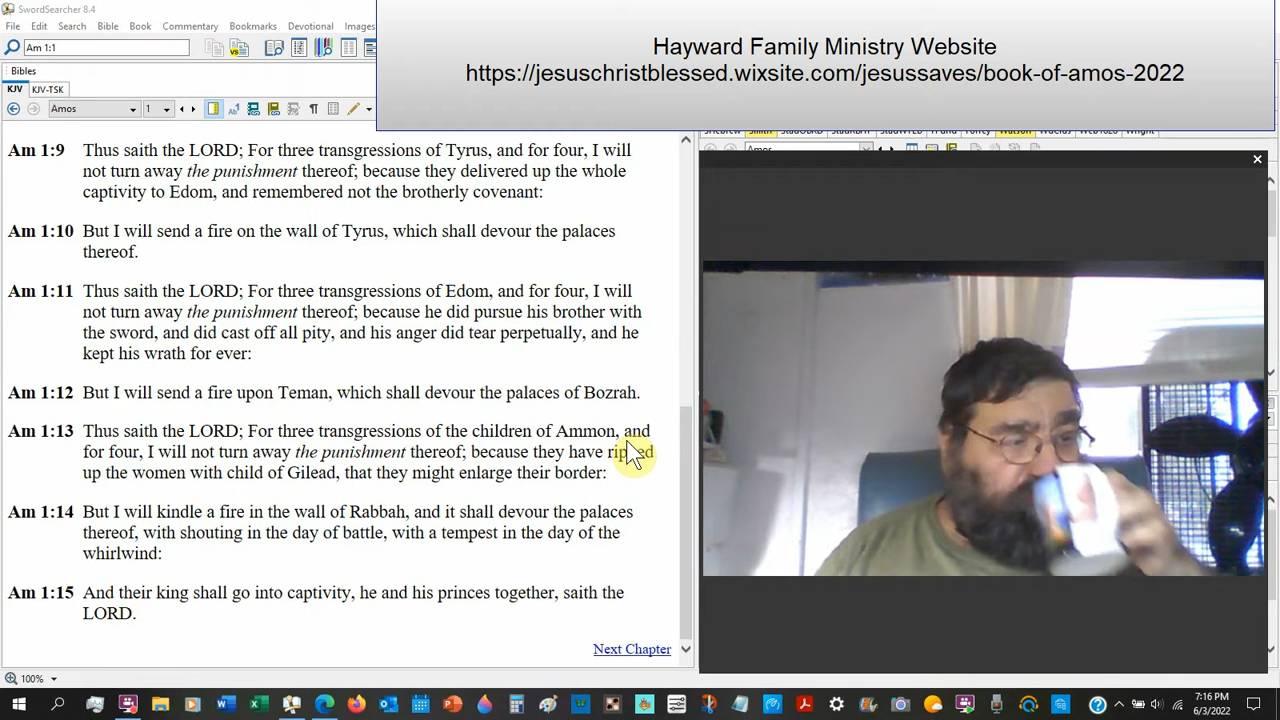 SwordSearcher 8.4
File Edit Search Bible Book Commentary Bookmarks Devotional Images
Am 1:1
Bibles
KJV KJV-TSK
Amos 1
Hayward Family Ministry Website
https://jesuschristblessed.wixsite.com/jesussaves/book-of-amos-2022
Am 1:9 Thus saith the LORD; For three transgressions of Tyrus, and for four, I will
not turn away the punishment thereof; because they delivered up the whole
captivity to Edom, and remembered not the brotherly covenant:
Am 1:10 But I will send a fire on the wall of Tyrus, which shall devour the palaces
thereof.
Am 1:11 Thus saith the LORD; For three transgressions of Edom, and for four, I will
not turn away the punishment thereof; because he did pursue his brother with
the sword, and did cast off all pity, and his anger did tear perpetually, and he
kept his wrath for ever:
Am 1:12 But I will send a fire upon Teman, which shall devour the palaces of Bozrah.
Am 1:13 Thus saith the LORD; For three transgressions of the children of Ammon, and
for four, I will not turn away the punishment thereof; because they have ripped
up the women with child of Gilead, that they might enlarge their border:
Am 1:14 But I will kindle a fire in the wall of Rabbah, and it shall devour the palaces
thereof, with shouting in the day of battle, with a tempest in the day of the
whirlwind:
Am 1:15 And their king shall go into captivity, he and his princes together, saith the
LORD.
Next Chapter
100%
7:16 PM
6/3/2022